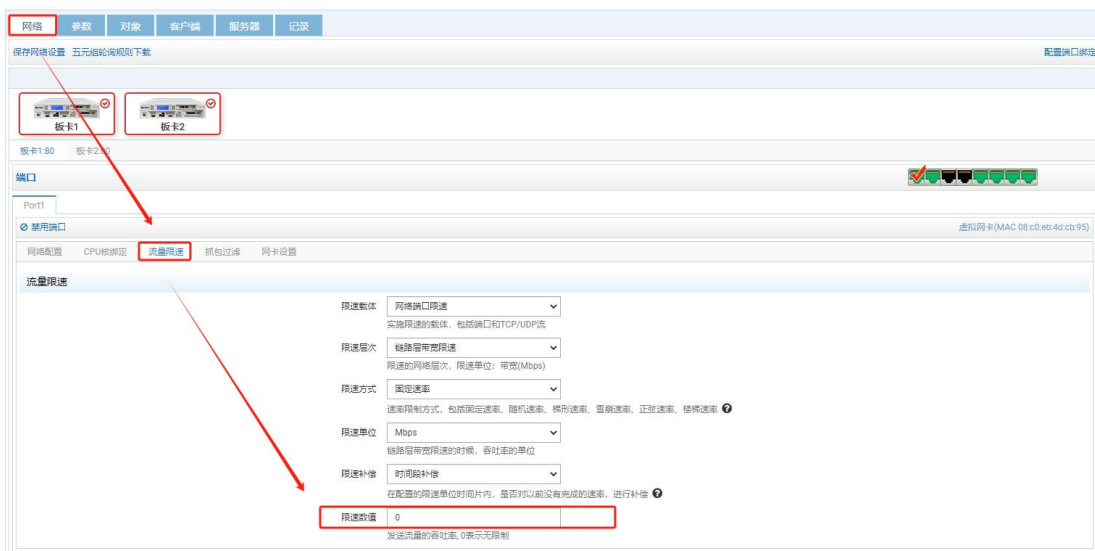 网络 参数 对象 客户端 服务器 记录
保存网络设置 五元组轮询规则下载 配置端口绑定
板卡1 板卡2
板卡1:80 板卡2:80
端口
Port1
禁用端口 虚拟网卡(MAC 08:c0:eb:4d:cb:95)
网络配置 CPU核绑定 流量限速 抓包过滤 网卡设置
流量限速
限速载体 网络端口限速
实施限速的载体，包括端口和TCP/UDP流
限速层次 链路层带宽限速
限速的网络层次，限速单位：带宽(Mbps)
限速方式 固定速率
速率限制方式，包括固定速率、随机速率、梯形速率、雪崩速率、正弦速率、楼梯速率
限速单位 Mbps
链路层带宽限速的时候，吞吐率的单位
限速补偿 时间段补偿
在配置的限速单位时间片内，是否对以前没有完成的速率，进行补偿
限速数值 0
发送流量的吞吐率, 0表示无限制